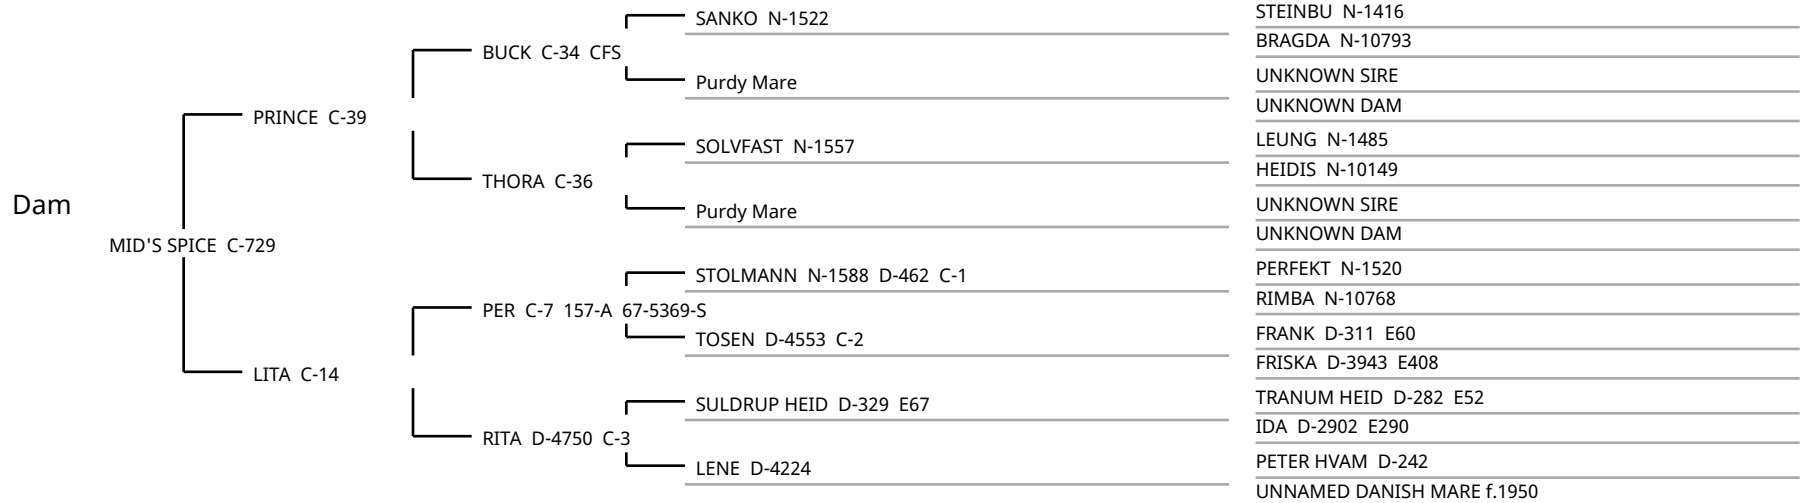 STEINBU N-1416
SANKO N-1522
BRAGDA N-10793
BUCK C-34 CFS
UNKNOWN SIRE
Purdy Mare
UNKNOWN DAM
PRINCE C-39
LEUNG N-1485
SOLVFAST N-1557
HEIDIS N-10149
THORA C-36
UNKNOWN SIRE
Purdy Mare
UNKNOWN DAM
Dam
MID'S SPICE C-729
PERFEKT N-1520
STOLMANN N-1588 D-462 C-1
RIMBA N-10768
PER C-7 157-A 67-5369-S
FRANK D-311 E60
TOSEN D-4553 C-2
FRISKA D-3943 E408
LITA C-14
TRANUM HEID D-282 E52
SULDRUP HEID D-329 E67
IDA D-2902 E290
RITA D-4750 C-3
PETER HVAM D-242
LENE D-4224
UNNAMED DANISH MARE f.1950